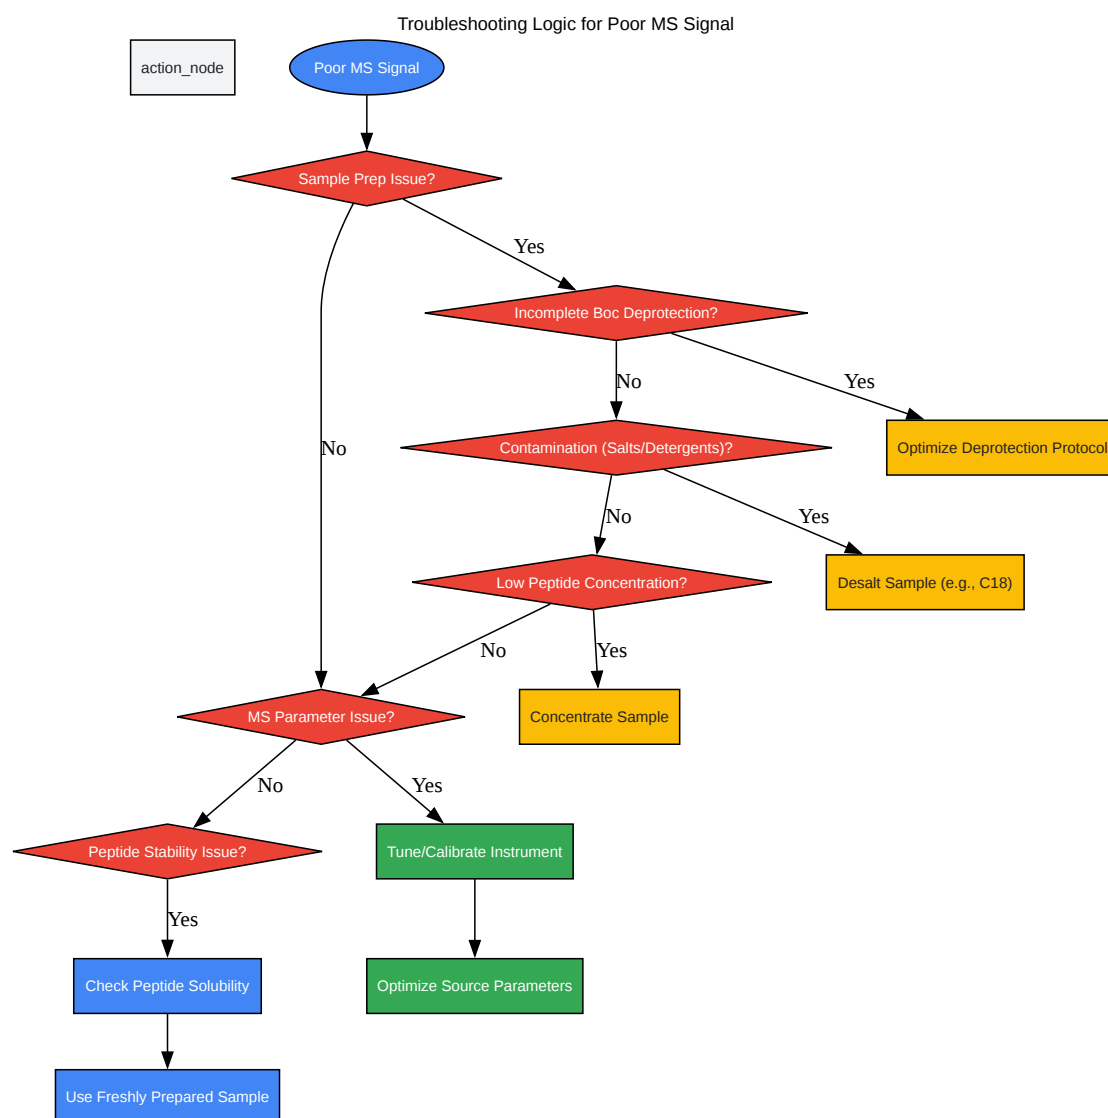 Troubleshooting Logic for Poor MS Signal
action_node
Poor MS Signal
Sample Prep Issue?
Yes
Incomplete Boc Deprotection?
No
Yes
No
Contamination (Salts/Detergents)?
Optimize Deprotection Protocol
No
Yes
Low Peptide Concentration?
Desalt Sample (e.g., C18)
No
Yes
MS Parameter Issue?
Concentrate Sample
No
Yes
Peptide Stability Issue?
Tune/Calibrate Instrument
Yes
Check Peptide Solubility
Optimize Source Parameters
Use Freshly Prepared Sample